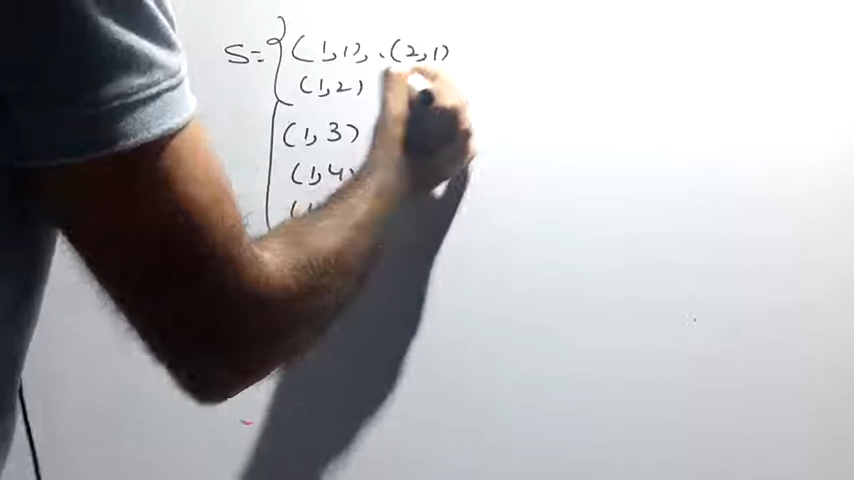 S = { (1,1), (2,1)
(1,2)
(1,3)
(1,4)